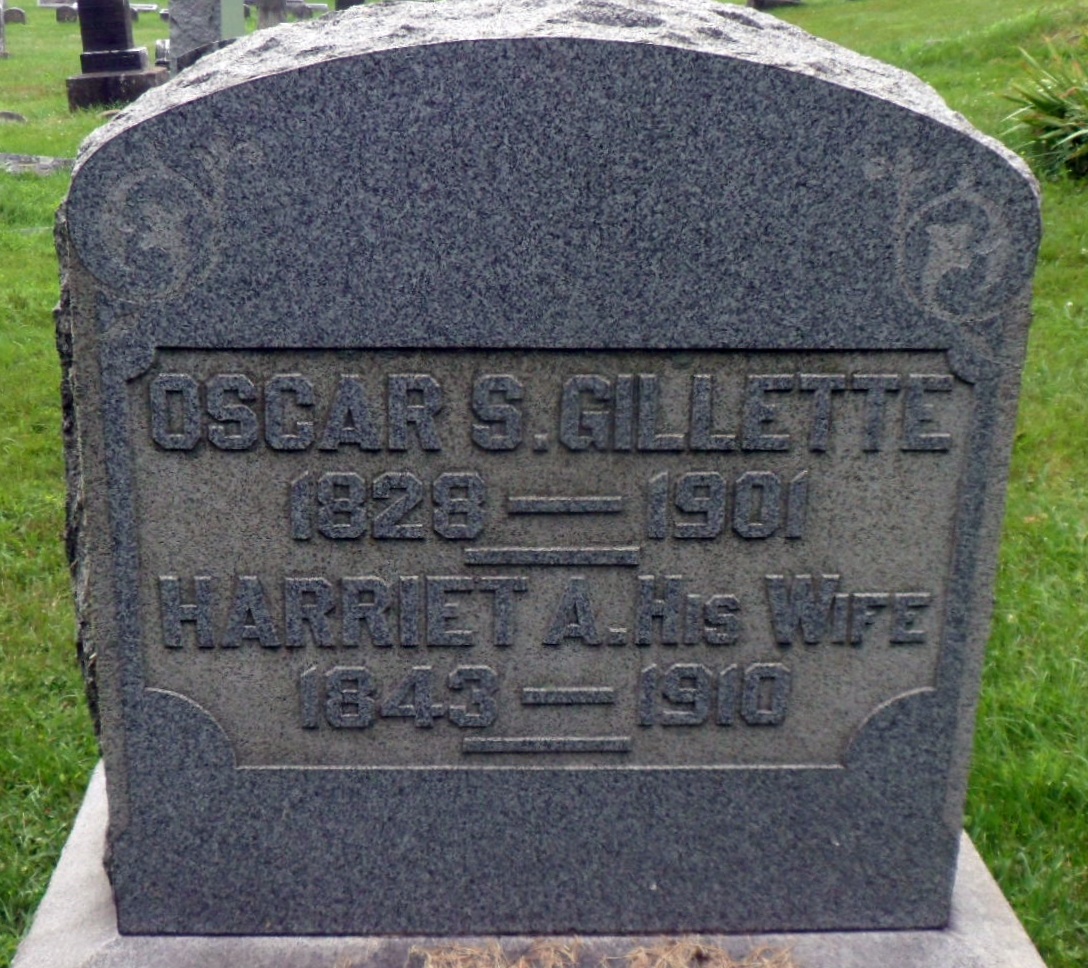 OSCAR S. GILLETTE
1828 — 1901
HARRIET A. HIS WIFE
1843 — 1910